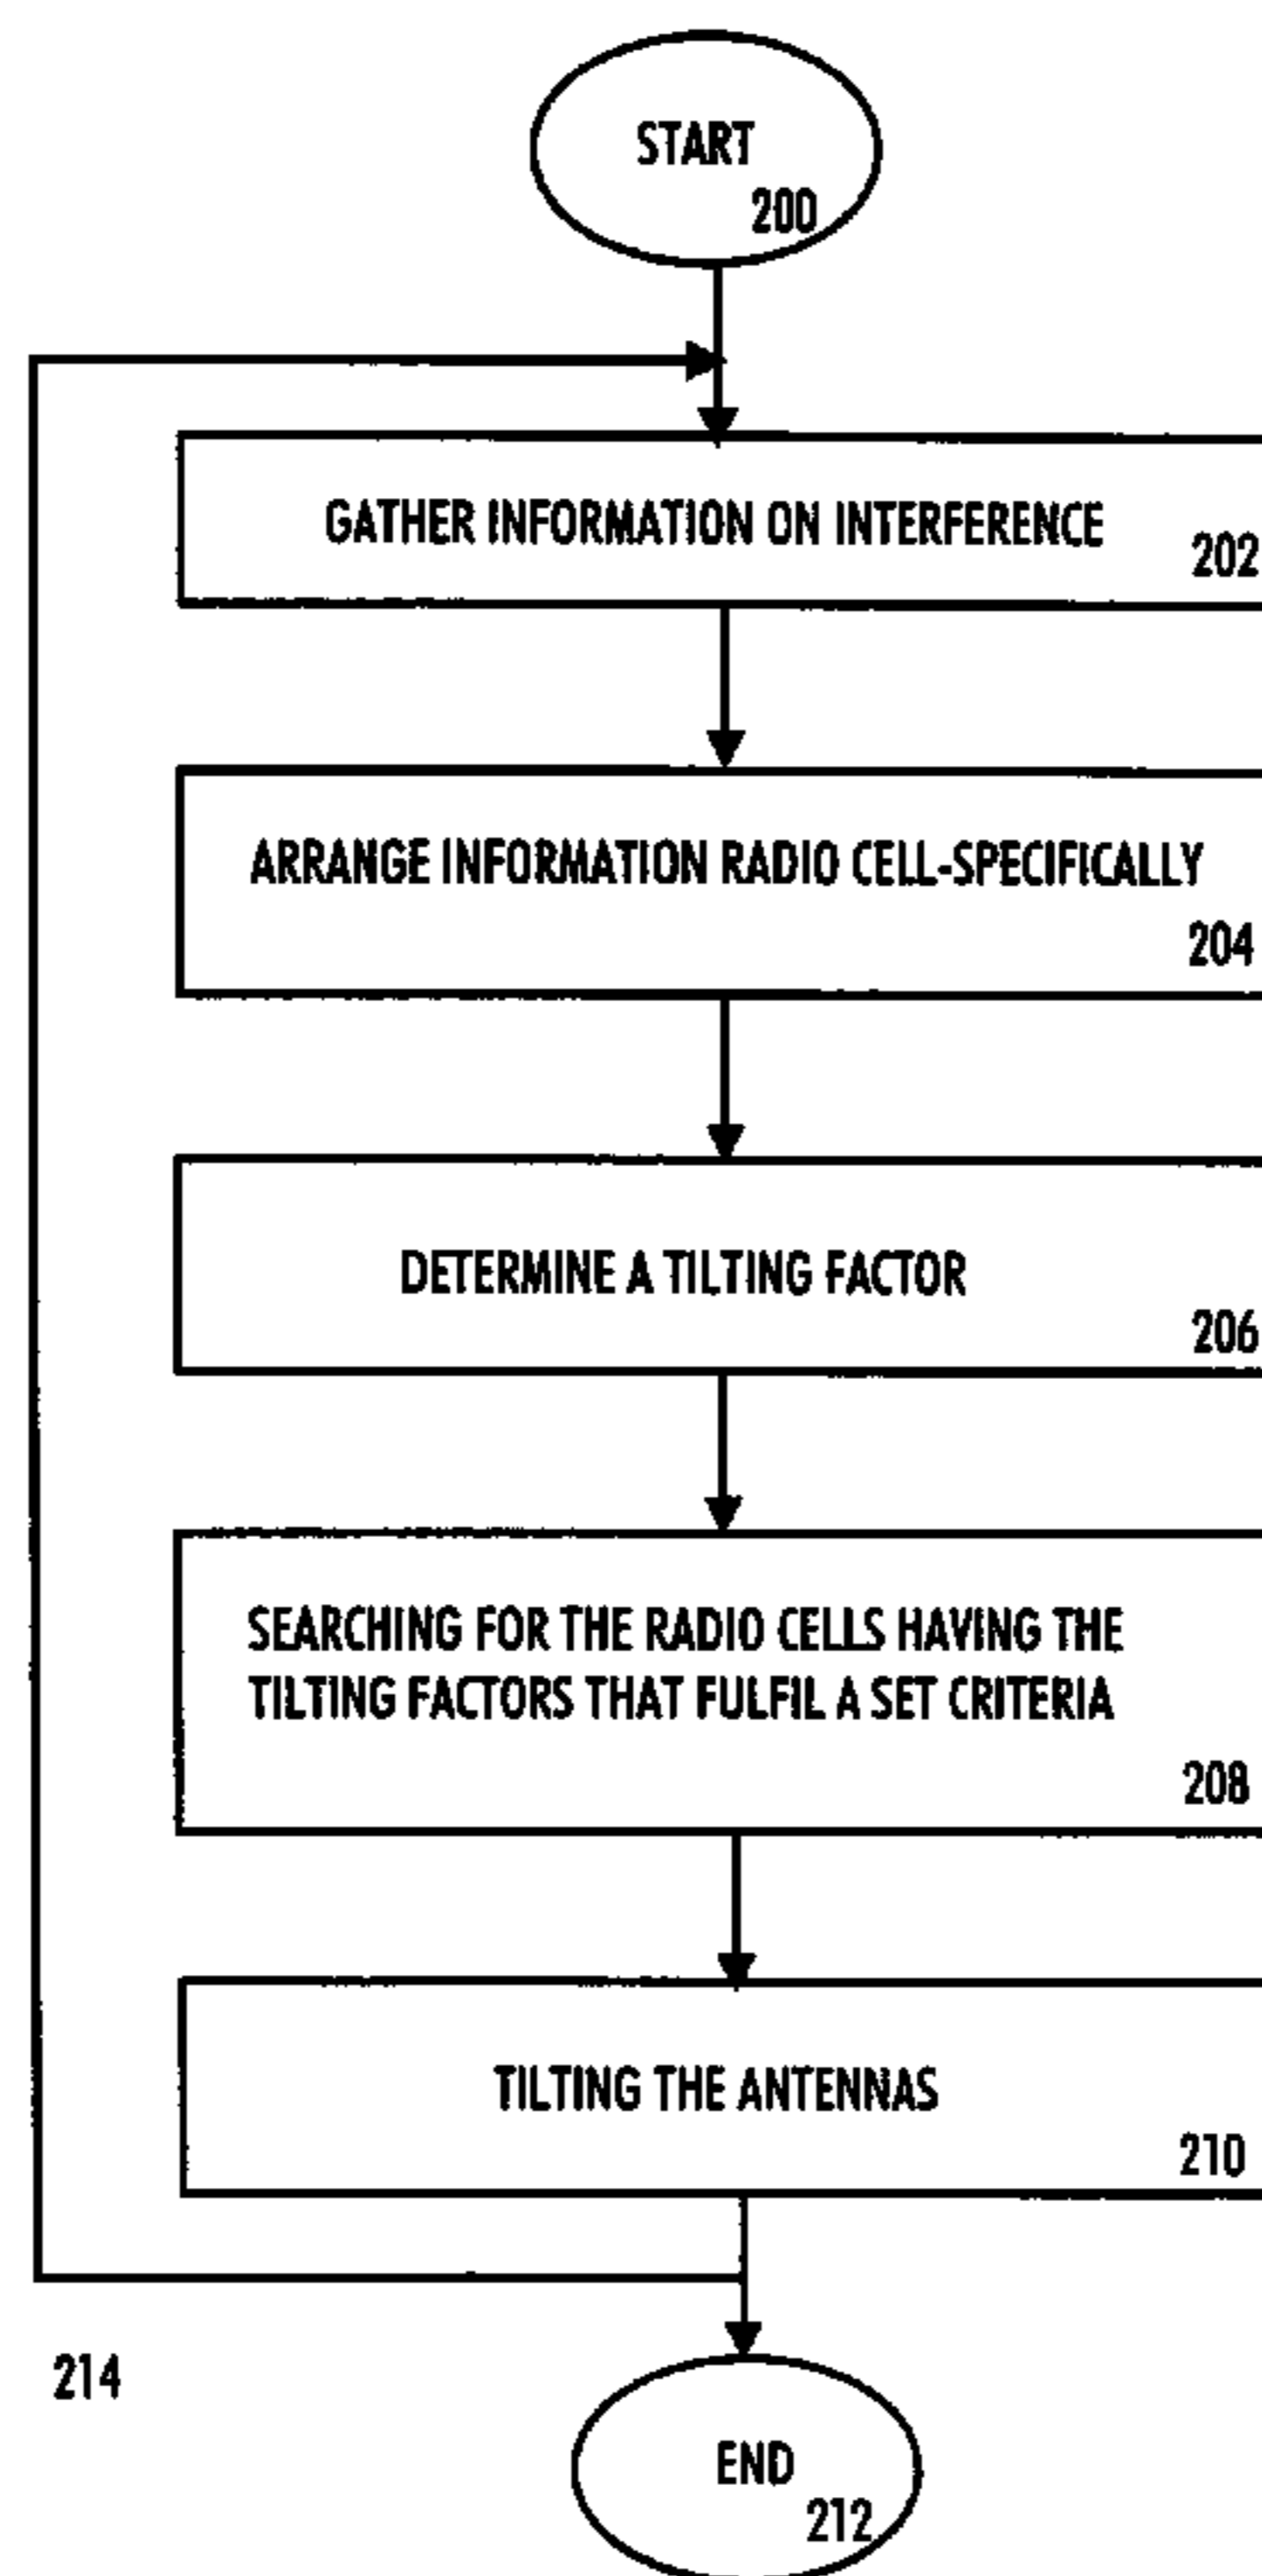 START
200
GATHER INFORMATION ON INTERFERENCE
202
ARRANGE INFORMATION RADIO CELL-SPECIFICALLY
204
DETERMINE A TILTING FACTOR
206
SEARCHING FOR THE RADIO CELLS HAVING THE
TILTING FACTORS THAT FULFIL A SET CRITERIA
208
TILTING THE ANTENNAS
210
214
END
212